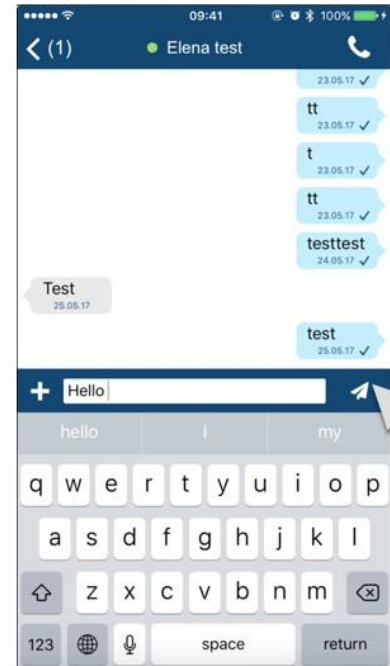 09:41 100%
(1) Elena test
23.05.17
tt
23.05.17
t
23.05.17
tt
23.05.17
testtest
24.05.17
Test
25.05.17
test
25.05.17
Hello
hello I my
q w e r t y u i o p
a s d f g h j k l
z x c v b n m
123 space return